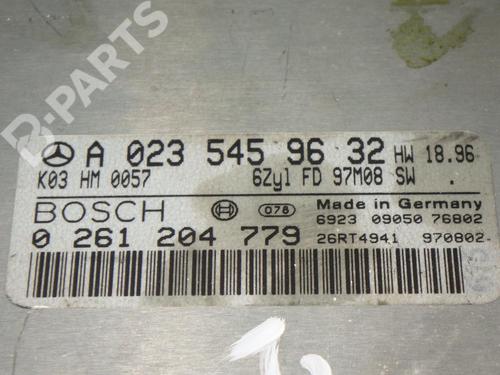 A 023 545 96 32 HW 18.96
K03 HM 0057 6Zyl FD 97M08 SW .
BOSCH 078 Made in Germany
6923 09050 76802
0 261 204 779 26RT4941 970802
B-PARTS
B-PARTS